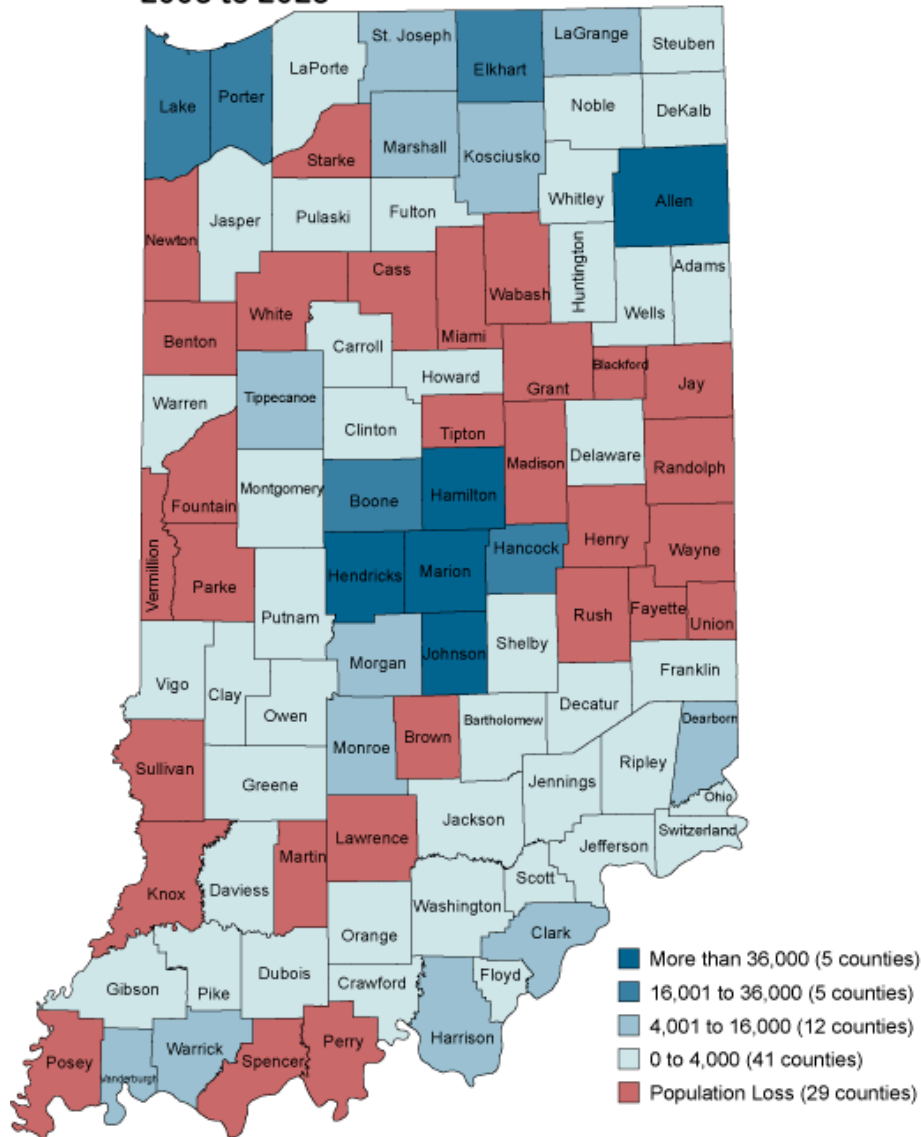 St. Joseph
LaGrange
Steuben
Elkhart
LaPorte
Lake
Porter
Noble
DeKalb
Marshall
Kosciusko
Starke
Allen
Whitley
Jasper
Pulaski
Fulton
Newton
Huntington
Adams
Cass
Wabash
White
Wells
Miami
Benton
Carroll
Blackford
Howard
Grant
Jay
Warren
Tippecanoe
Clinton
Tipton
Delaware
Madison
Randolph
Montgomery
Boone
Hamilton
Fountain
Henry
Hancock
Wayne
Vermillion
Parke
Hendricks
Marion
Putnam
Rush
Fayette
Union
Shelby
Johnson
Morgan
Franklin
Vigo
Clay
Owen
Decatur
Bartholomew
Dearborn
Brown
Monroe
Ripley
Sullivan
Jennings
Greene
Ohio
Jackson
Switzerland
Lawrence
Jefferson
Martin
Scott
Knox
Daviess
Washington
Orange
Clark
Dubois
Floyd
Crawford
Gibson
Pike
Harrison
Perry
Warrick
Posey
Spencer
Vanderburgh
More than 36,000 (5 counties)
16,001 to 36,000 (5 counties)
4,001 to 16,000 (12 counties)
0 to 4,000 (41 counties)
Population Loss (29 counties)